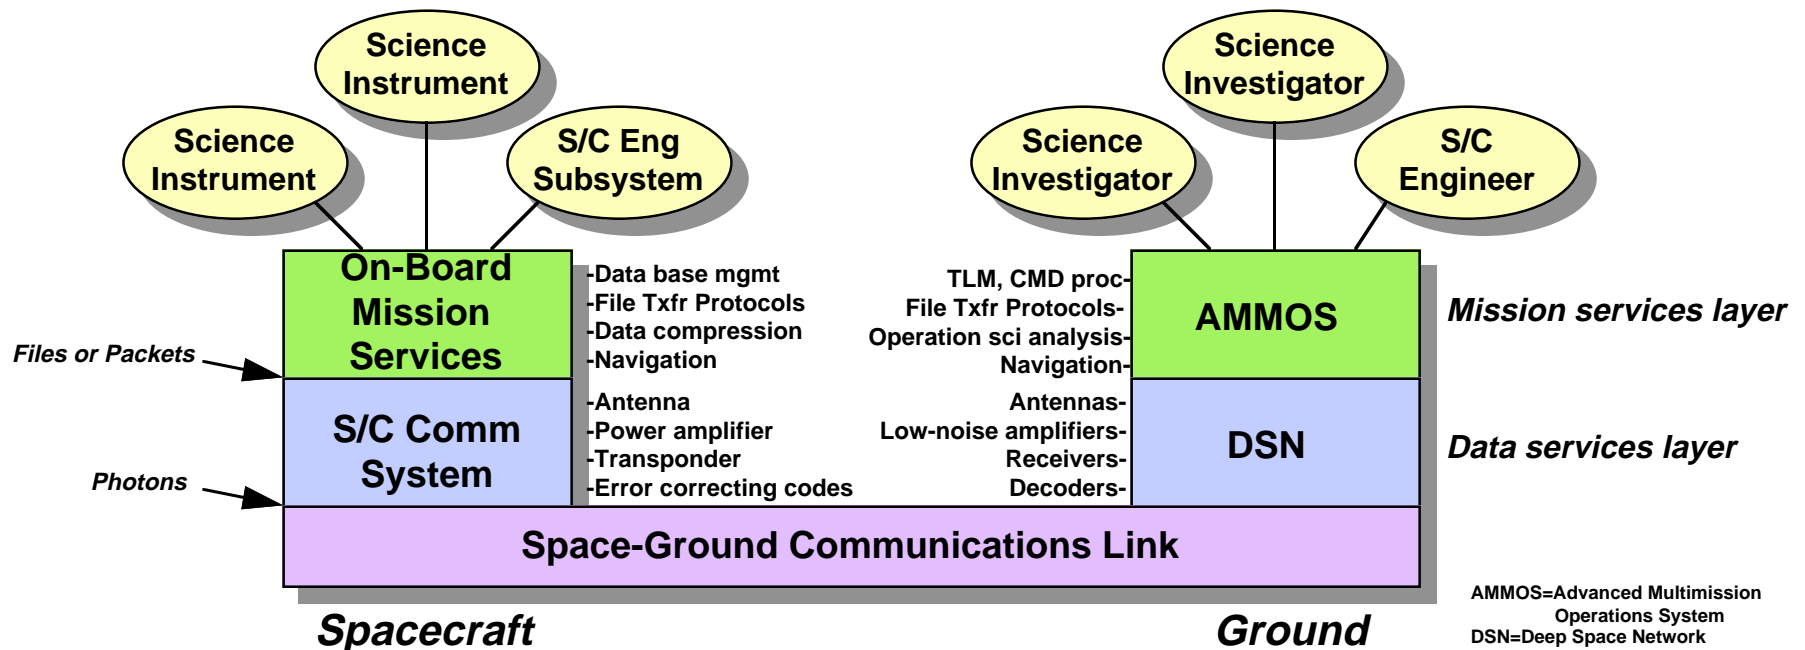 Science
Instrument
Science
Instrument
S/C Eng
Subsystem
Science
Investigator
Science
Investigator
S/C
Engineer
On-Board
Mission
Services
-Data base mgmt
-File Txfr Protocols
-Data compression
-Navigation
TLM, CMD proc-
File Txfr Protocols-
Operation sci analysis-
Navigation-
AMMOS
Mission services layer
Files or Packets
S/C Comm
System
-Antenna
-Power amplifier
-Transponder
-Error correcting codes
Antennas-
Low-noise amplifiers-
Receivers-
Decoders-
DSN
Data services layer
Photons
Space-Ground Communications Link
Spacecraft
Ground
AMMOS=Advanced Multimission
Operations System
DSN=Deep Space Network